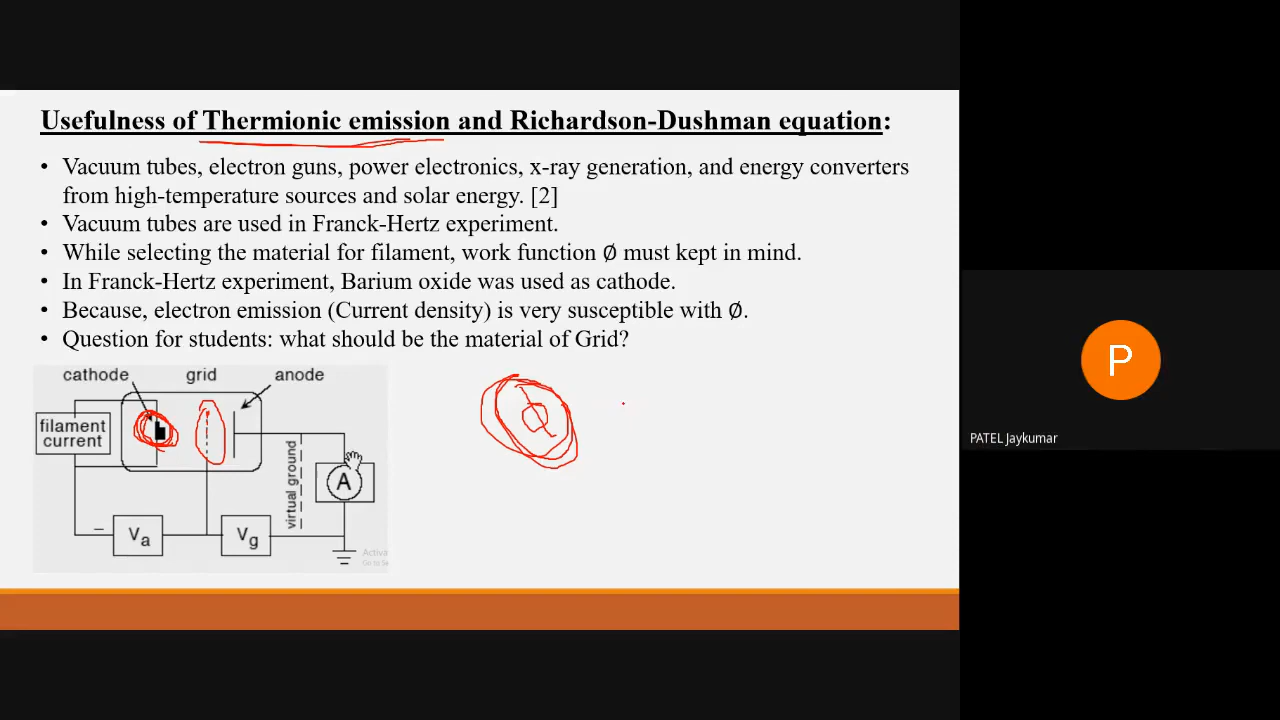 Usefulness of Thermionic emission and Richardson-Dushman equation:
• Vacuum tubes, electron guns, power electronics, x-ray generation, and energy converters
from high-temperature sources and solar energy. [2]
• Vacuum tubes are used in Franck-Hertz experiment.
• While selecting the material for filament, work function ∅ must kept in mind.
• In Franck-Hertz experiment, Barium oxide was used as cathode.
• Because, electron emission (Current density) is very susceptible with ∅.
• Question for students: what should be the material of Grid?
cathode grid anode
filament
current
virtual ground
A
– Va Vg
Activa
Go to Se
P
PATEL Jaykumar